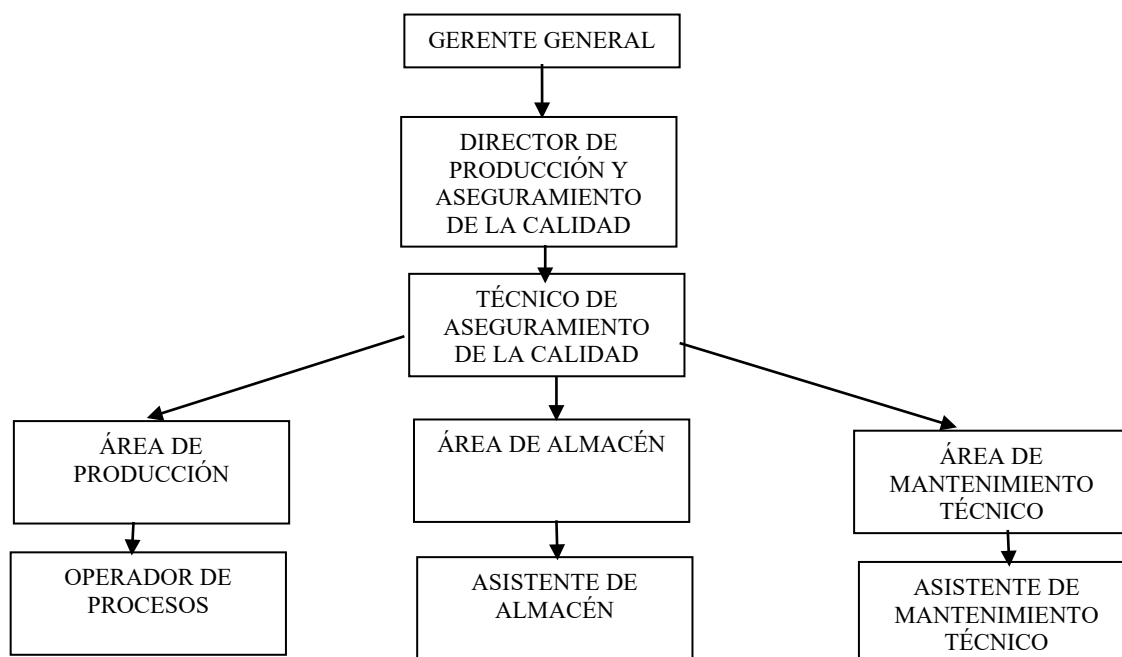 GERENTE GENERAL
DIRECTOR DE
PRODUCCIÓN Y
ASEGURAMIENTO
DE LA CALIDAD
TÉCNICO DE
ASEGURAMIENTO
DE LA CALIDAD
ÁREA DE
PRODUCCIÓN
ÁREA DE ALMACÉN
ÁREA DE
MANTENIMIENTO
TÉCNICO
OPERADOR DE
PROCESOS
ASISTENTE DE
ALMACÉN
ASISTENTE DE
MANTENIMIENTO
TÉCNICO